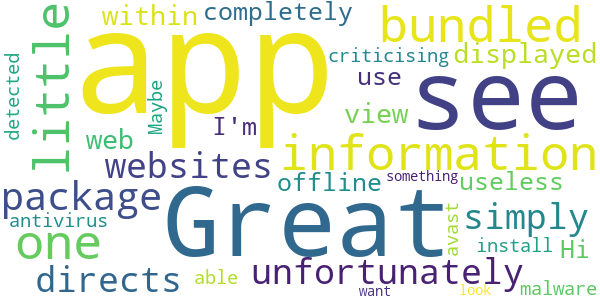 within completely
bundled
little
app
criticising displayed
detected
Maybe
use
see
I'm
view
web
websites
information
offline something useless
package
Great
avast
simply
antivirus
one
install Hi
directs
unfortunately
able
want
look
malware